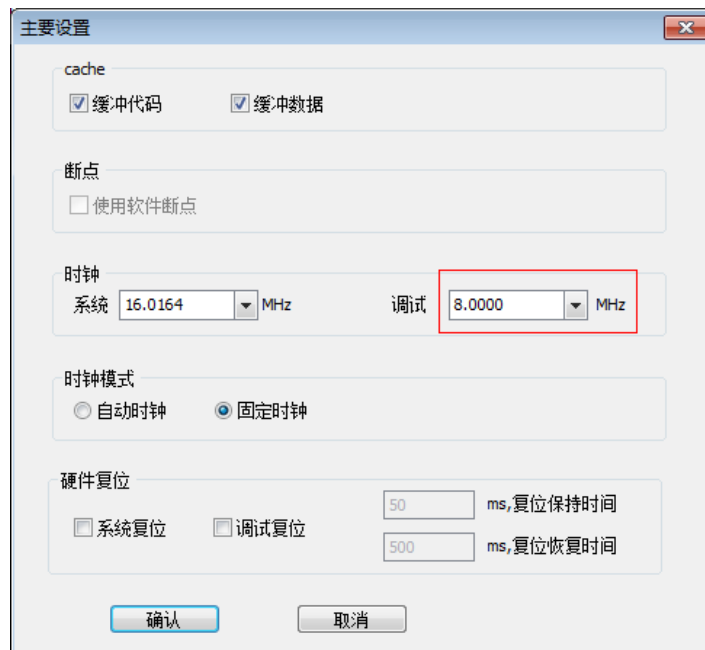 主要设置
cache
缓冲代码 缓冲数据
断点
使用软件断点
时钟
系统 16.0164 MHz 调试 8.0000 MHz
时钟模式
自动时钟 固定时钟
硬件复位
50 ms,复位保持时间
系统复位 调试复位
500 ms,复位恢复时间
确认 取消